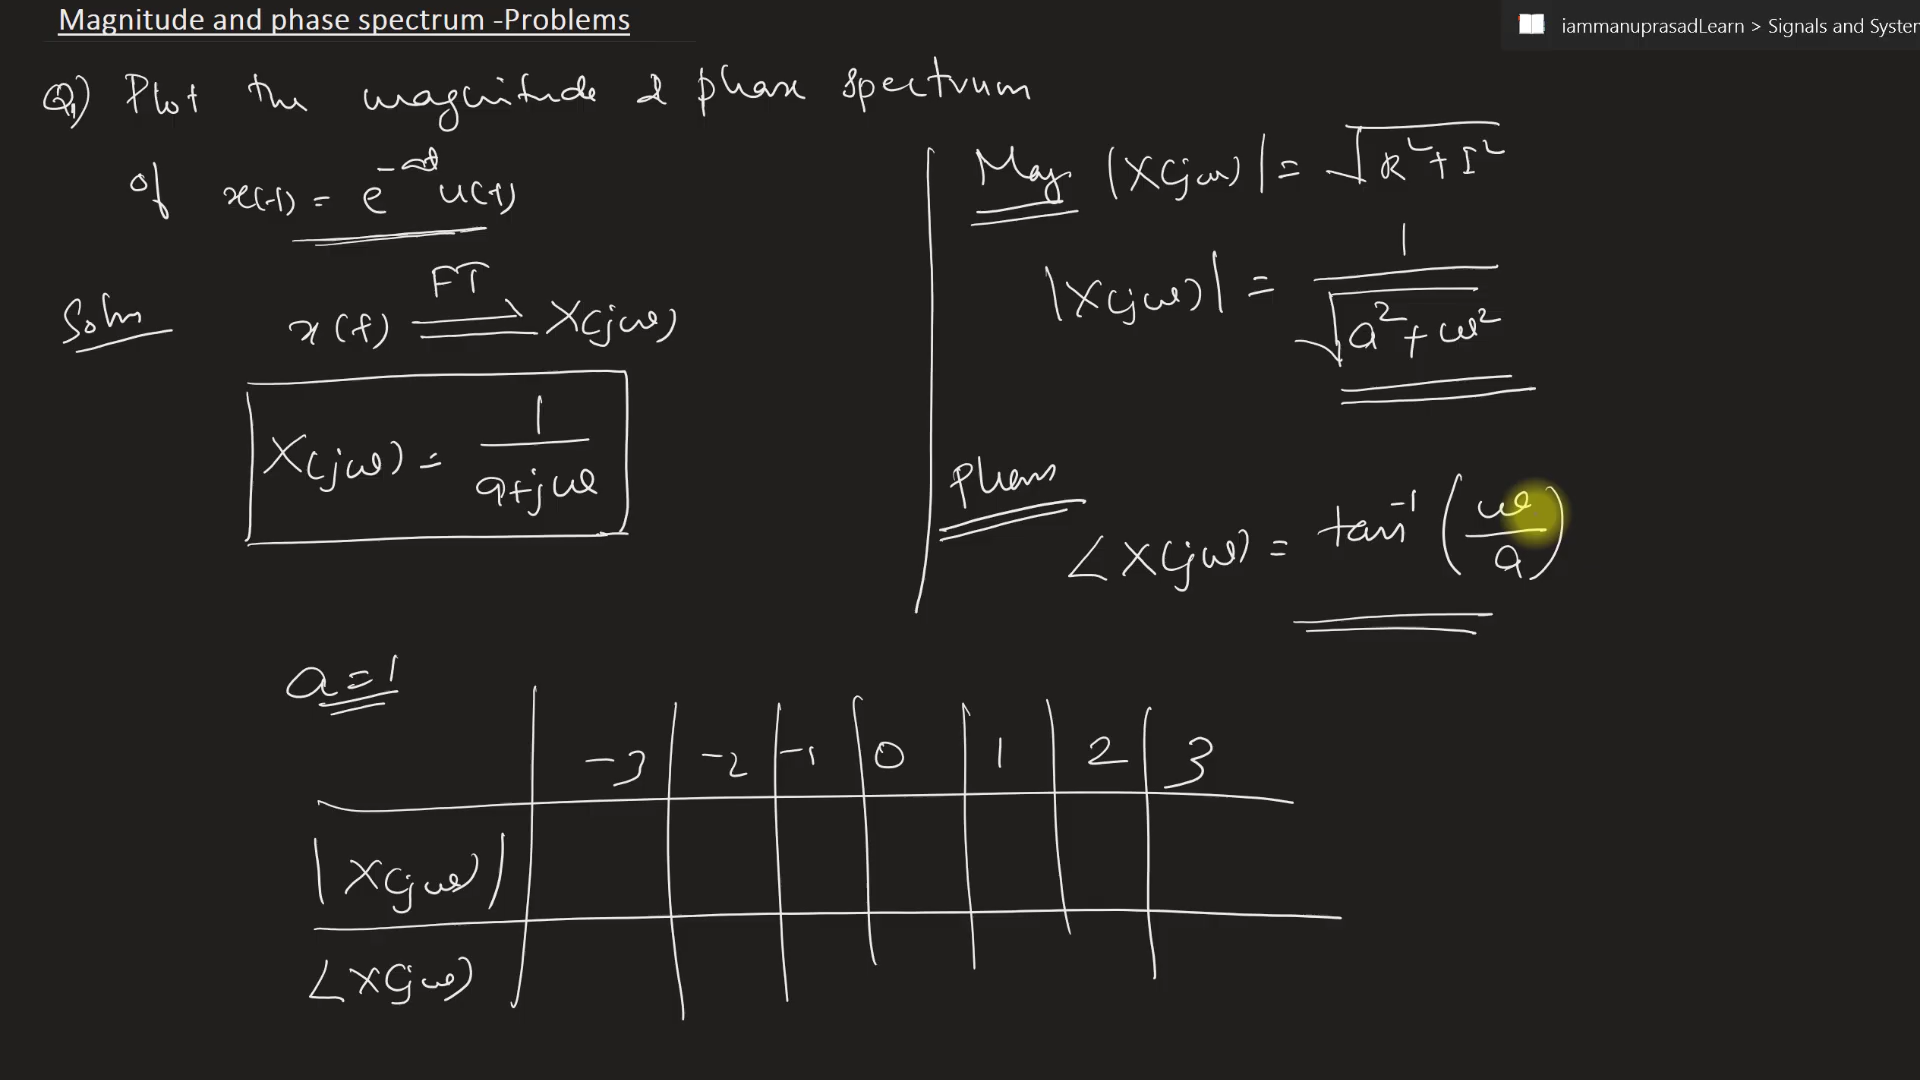 Magnitude and phase spectrum -Problems
iammanuprasadLearn > Signals and System
Q1) Plot the magnitude & phase spectrum
of x(t) = e^-at u(t)
Soln
x(t) FT X(jω)
X(jω) = 1/(a+jω)
Mag |X(jω)| = √(R²+I²)
|X(jω)| = 1/√(a²+ω²)
Phase
∠X(jω) = tan⁻¹(ω/a)
a=1
-3 -2 -1 0 1 2 3
|X(jω)|
∠X(jω)